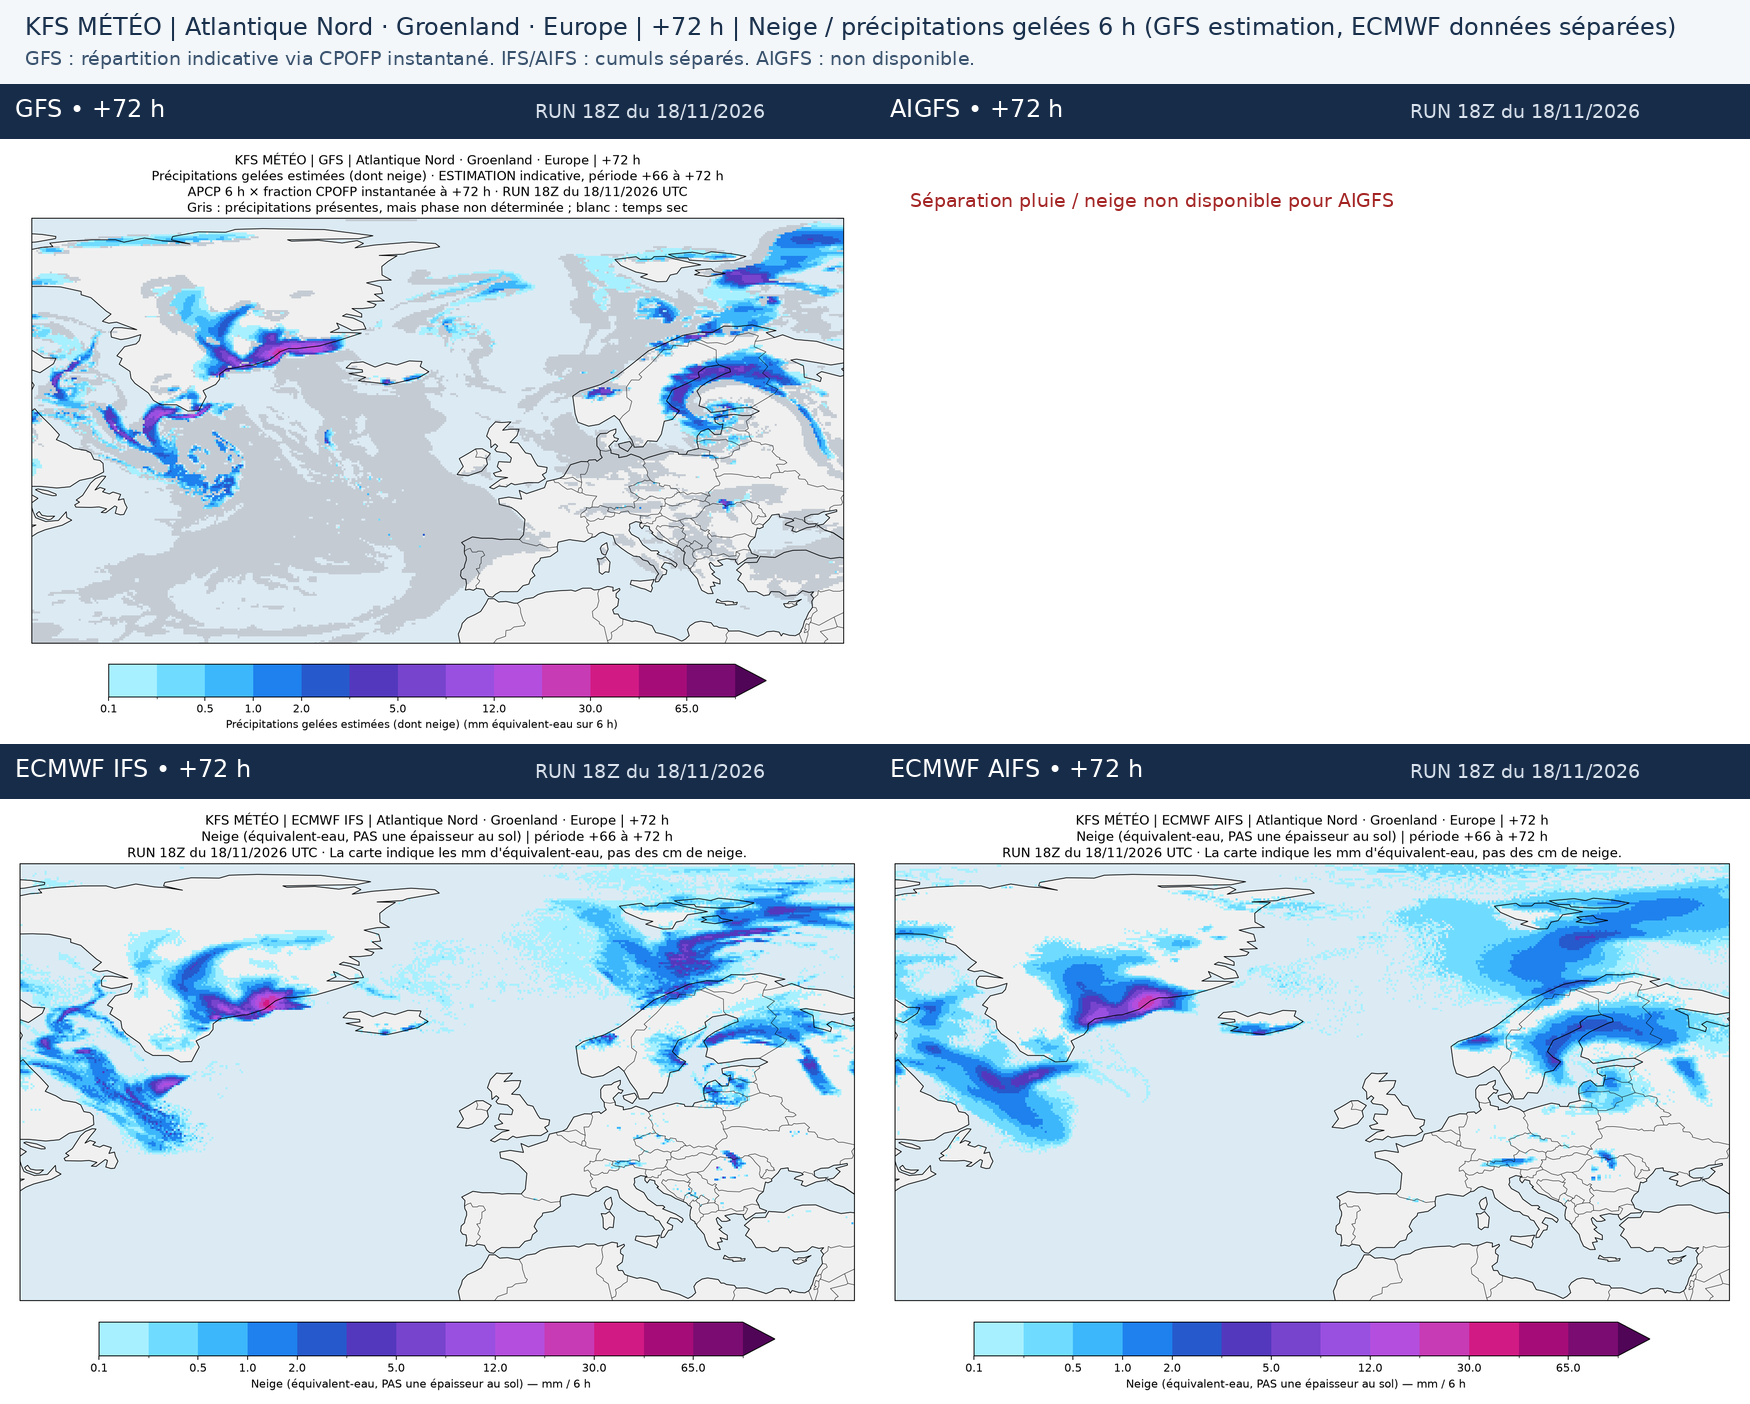 KFS MÉTÉO | Atlantique Nord · Groenland · Europe | +72 h | Neige / précipitations gelées 6 h (GFS estimation, ECMWF données séparées)
GFS : répartition indicative via CPOFP instantané. IFS/AIFS : cumuls séparés. AIGFS : non disponible.
GFS • +72 h
RUN 18Z du 18/11/2026
AIGFS • +72 h
RUN 18Z du 18/11/2026
KFS MÉTÉO | GFS | Atlantique Nord · Groenland · Europe | +72 h
Précipitations gelées estimées (dont neige) · ESTIMATION indicative, période +66 à +72 h
APCP 6 h × fraction CPOFP instantanée à +72 h · RUN 18Z du 18/11/2026 UTC
Gris : précipitations présentes, mais phase non déterminée ; blanc : temps sec
Séparation pluie / neige non disponible pour AIGFS
0.1 0.5 1.0 2.0 5.0 12.0 30.0 65.0
Précipitations gelées estimées (dont neige) (mm équivalent-eau sur 6 h)
ECMWF IFS • +72 h
RUN 18Z du 18/11/2026
ECMWF AIFS • +72 h
RUN 18Z du 18/11/2026
KFS MÉTÉO | ECMWF IFS | Atlantique Nord · Groenland · Europe | +72 h
Neige (équivalent-eau, PAS une épaisseur au sol) | période +66 à +72 h
RUN 18Z du 18/11/2026 UTC · La carte indique les mm d'équivalent-eau, pas des cm de neige.
KFS MÉTÉO | ECMWF AIFS | Atlantique Nord · Groenland · Europe | +72 h
Neige (équivalent-eau, PAS une épaisseur au sol) | période +66 à +72 h
RUN 18Z du 18/11/2026 UTC · La carte indique les mm d'équivalent-eau, pas des cm de neige.
0.1 0.5 1.0 2.0 5.0 12.0 30.0 65.0
Neige (équivalent-eau, PAS une épaisseur au sol) — mm / 6 h
0.1 0.5 1.0 2.0 5.0 12.0 30.0 65.0
Neige (équivalent-eau, PAS une épaisseur au sol) — mm / 6 h